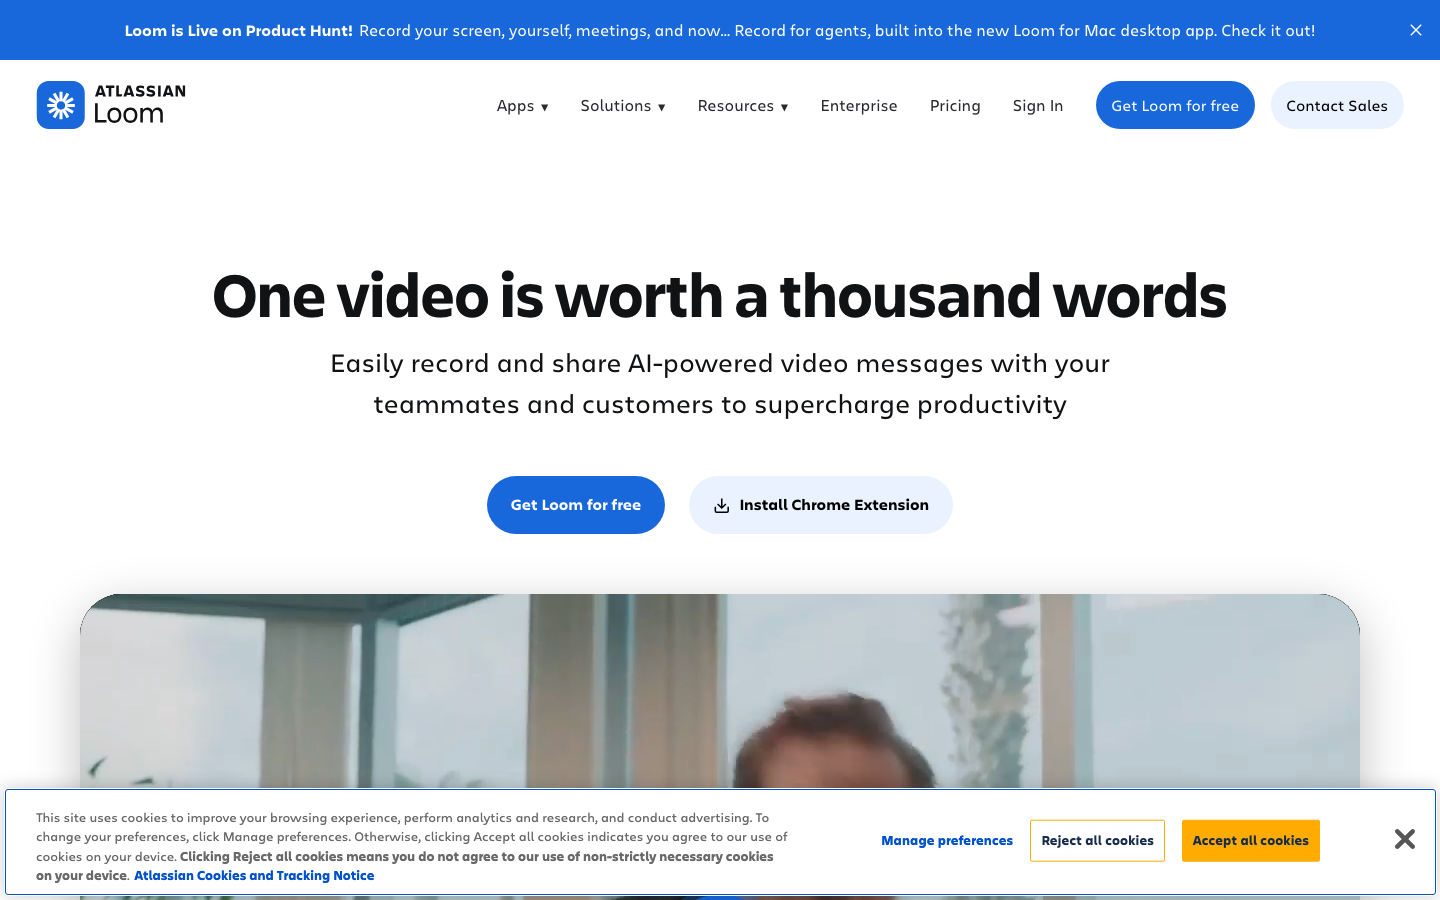 Loom is Live on Product Hunt! Record your screen, yourself, meetings, and now... Record for agents, built into the new Loom for Mac desktop app. Check it out!
ATLASSIAN
Loom
Apps ▾ Solutions ▾ Resources ▾ Enterprise Pricing Sign In Get Loom for free Contact Sales
One video is worth a thousand words
Easily record and share AI-powered video messages with your
teammates and customers to supercharge productivity
Get Loom for free Install Chrome Extension
This site uses cookies to improve your browsing experience, perform analytics and research, and conduct advertising. To
change your preferences, click Manage preferences. Otherwise, clicking Accept all cookies indicates you agree to our use of
cookies on your device. Clicking Reject all cookies means you do not agree to our use of non-strictly necessary cookies
on your device. Atlassian Cookies and Tracking Notice
Manage preferences Reject all cookies Accept all cookies